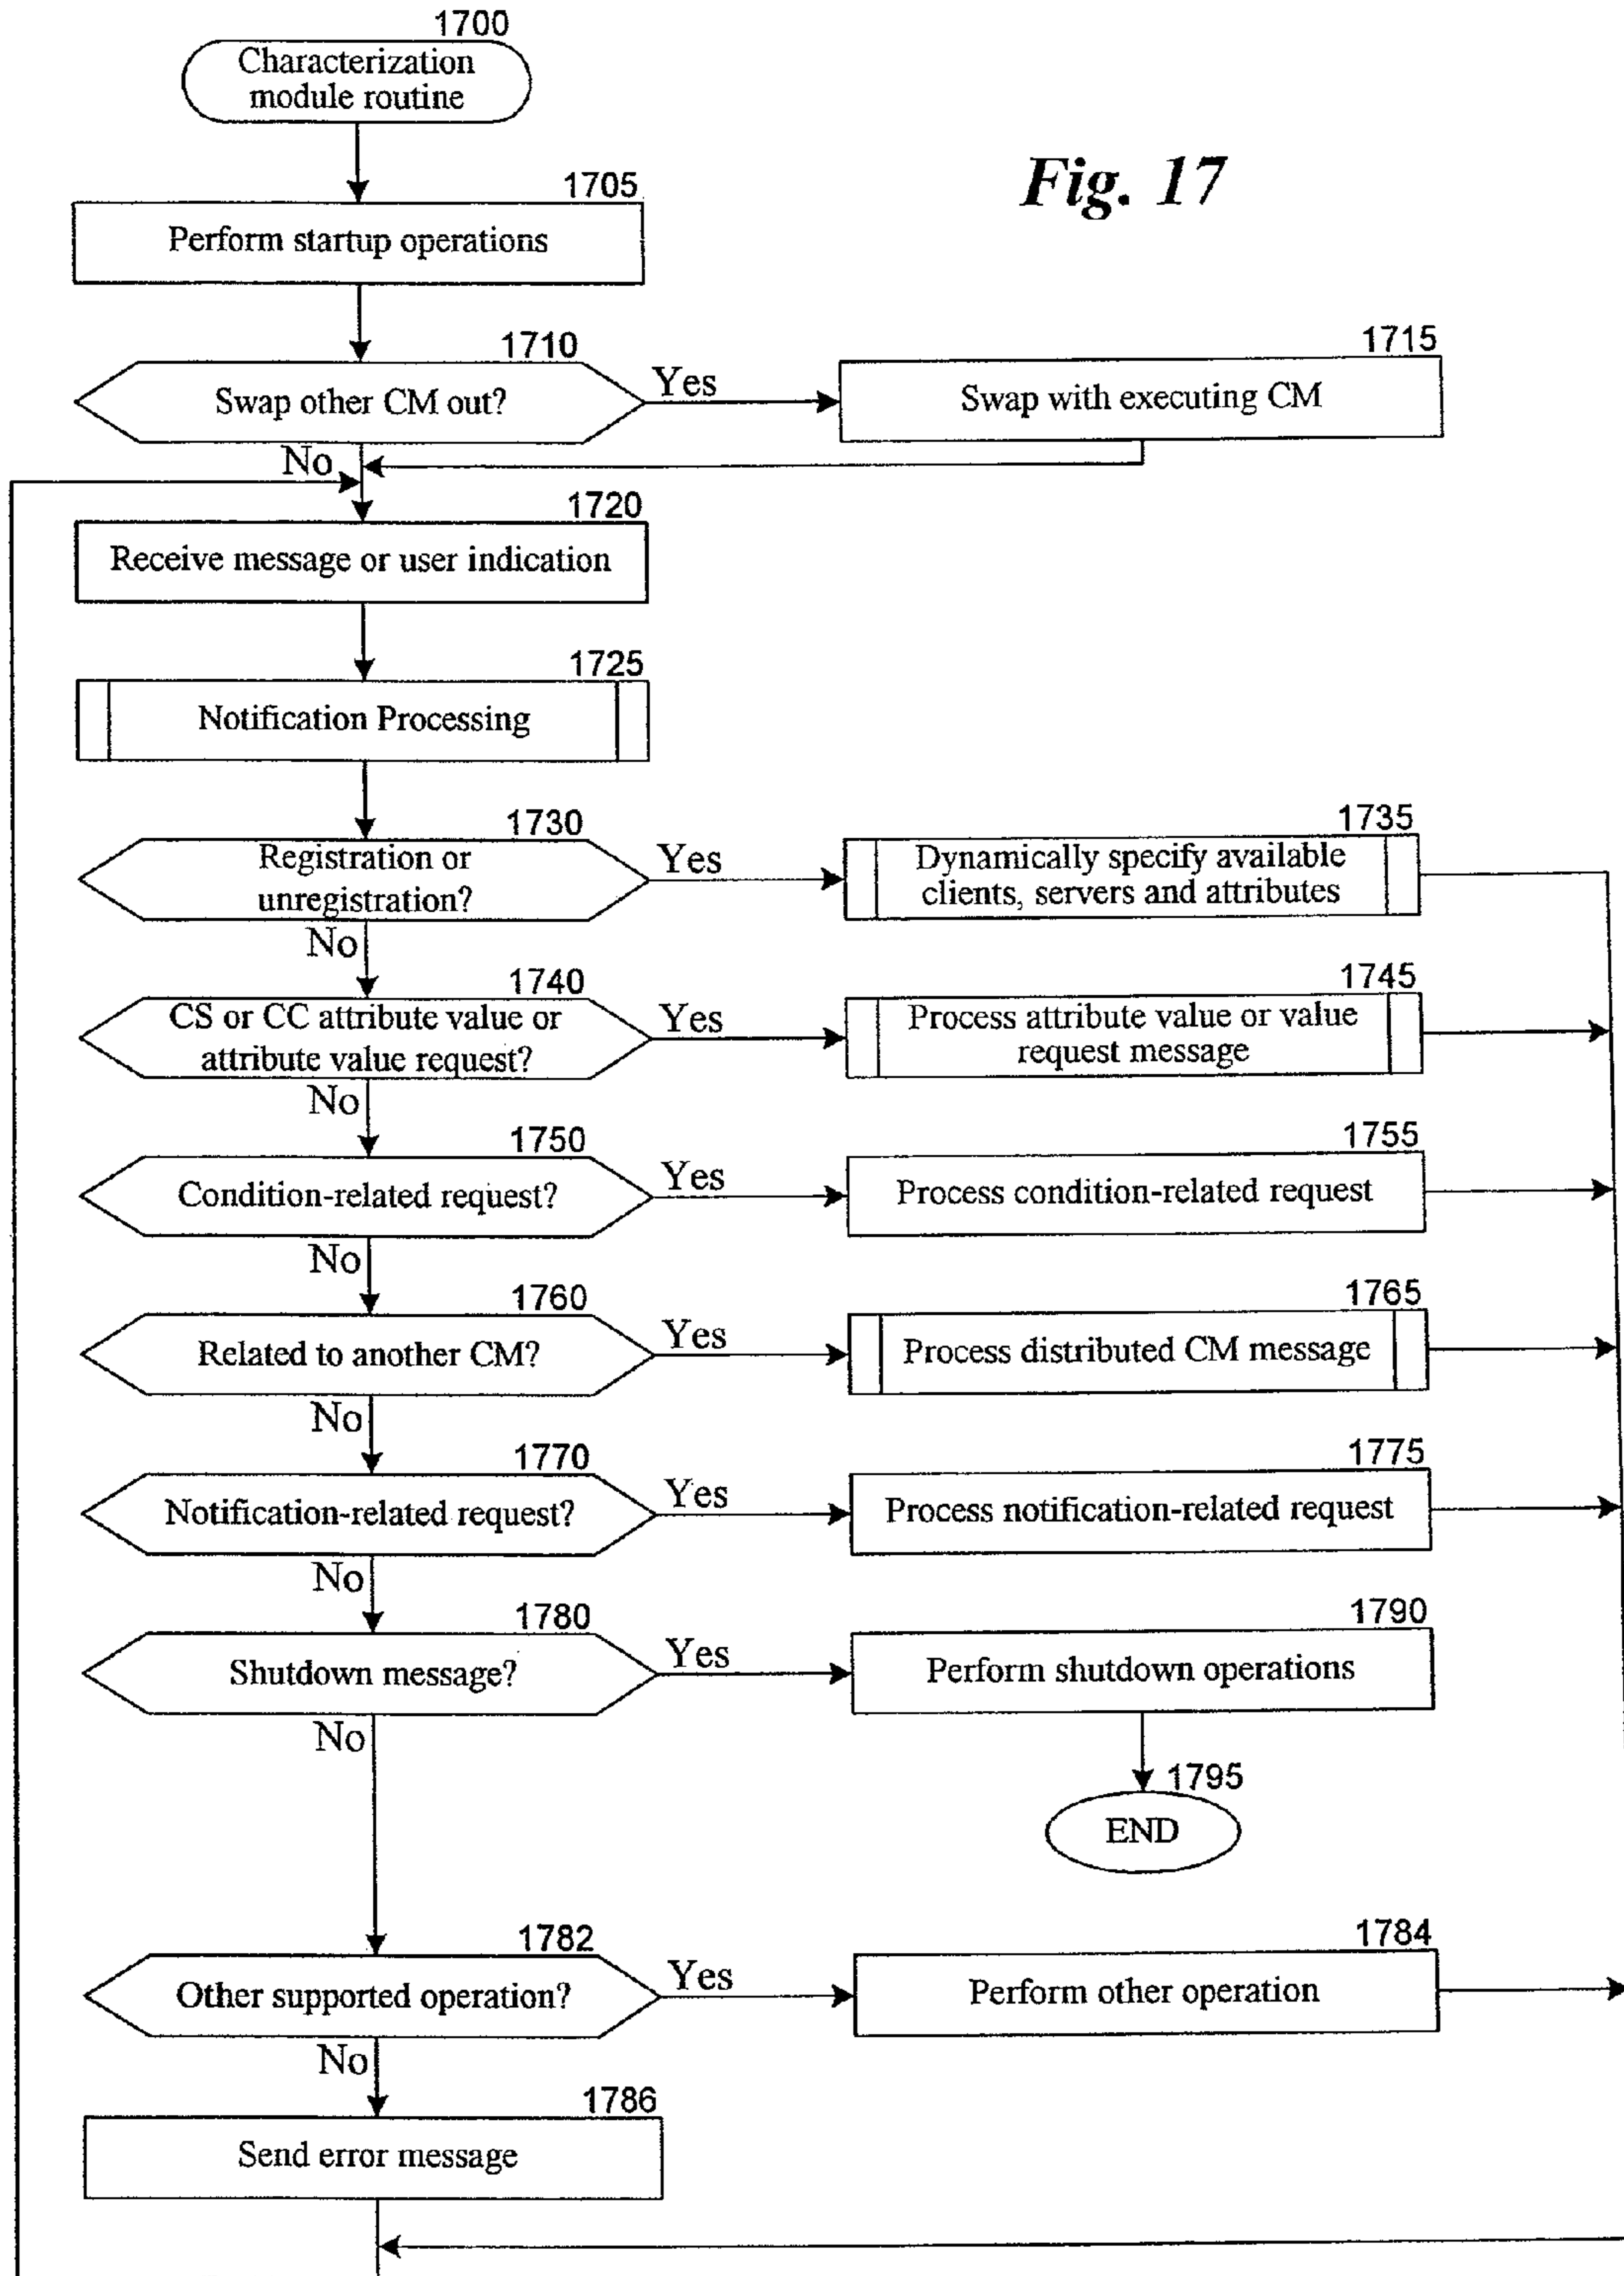 1700
Characterization
module routine
Fig. 17
1705
Perform startup operations
1710
Swap other CM out?
Yes
1715
Swap with executing CM
No
1720
Receive message or user indication
1725
Notification Processing
1730
Registration or
unregistration?
Yes
1735
Dynamically specify available
clients, servers and attributes
No
1740
CS or CC attribute value or
attribute value request?
Yes
1745
Process attribute value or value
request message
No
1750
Condition-related request?
Yes
1755
Process condition-related request
No
1760
Related to another CM?
Yes
1765
Process distributed CM message
No
1770
Notification-related request?
Yes
1775
Process notification-related request
No
1780
Shutdown message?
Yes
1790
Perform shutdown operations
No
1795
END
1782
Other supported operation?
Yes
1784
Perform other operation
No
1786
Send error message